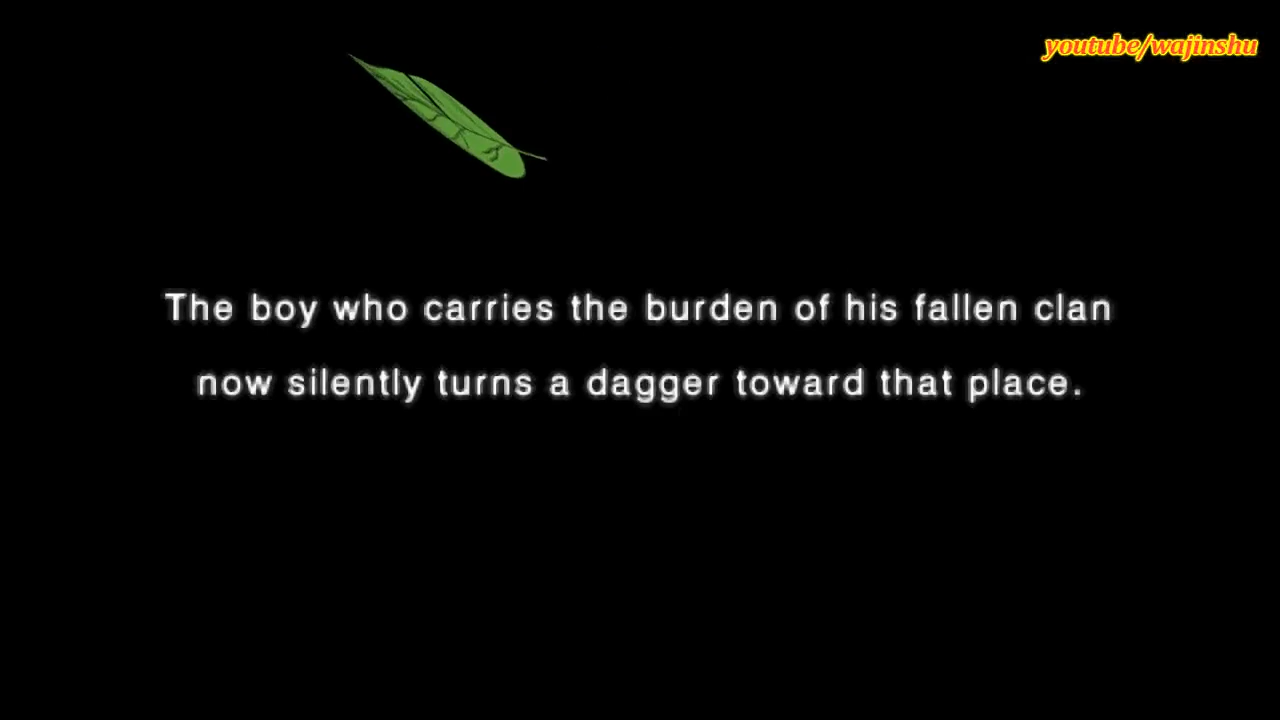 youtube/wajinshu
The boy who carries the burden of his fallen clan
now silently turns a dagger toward that place.